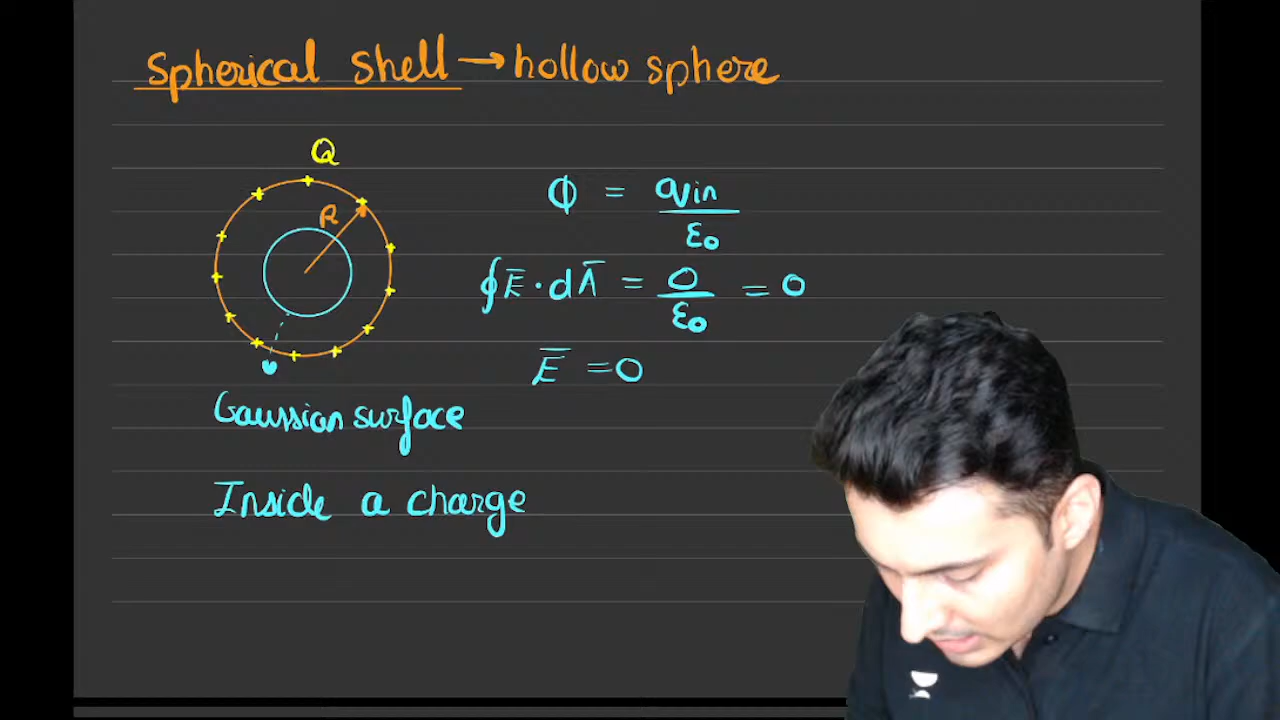 Spherical shell → hollow sphere
Q
R
Φ = qin / ε0
∮ E̅ · dA̅ = 0 / ε0 = 0
E̅ = 0
Gaussian surface
Inside a charge